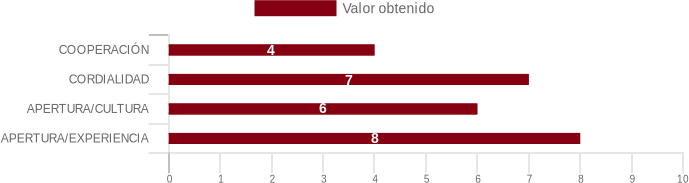 Valor obtenido
COOPERACIÓN 4
CORDIALIDAD 7
APERTURA/CULTURA 6
APERTURA/EXPERIENCIA 8
0 1 2 3 4 5 6 7 8 9 10